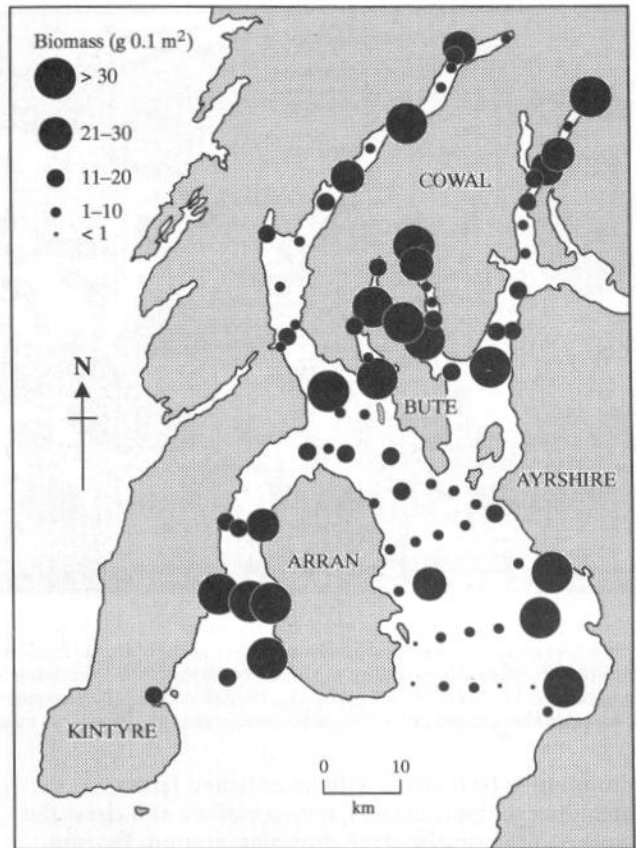 Biomass (g 0.1 m²)
> 30
21–30
11–20
1–10
< 1
COWAL
N
BUTE
AYRSHIRE
ARRAN
KINTYRE
0 10
km